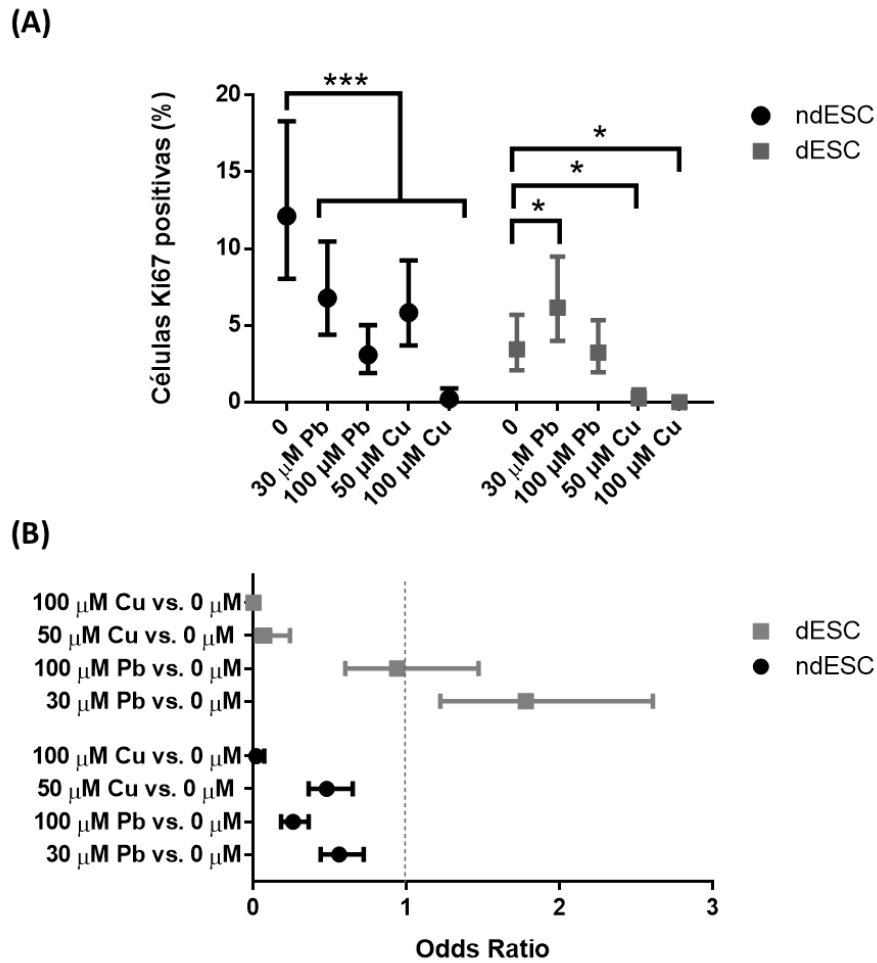 (A)
Células Ki67 positivas (%)
20
15
10
5
0
***
*
*
*
ndESC
dESC
0
30 μM Pb
100 μM Pb
50 μM Cu
100 μM Cu
0
30 μM Pb
100 μM Pb
50 μM Cu
100 μM Cu
(B)
100 μM Cu vs. 0 μM
50 μM Cu vs. 0 μM
100 μM Pb vs. 0 μM
30 μM Pb vs. 0 μM
100 μM Cu vs. 0 μM
50 μM Cu vs. 0 μM
100 μM Pb vs. 0 μM
30 μM Pb vs. 0 μM
dESC
ndESC
0
1
2
3
Odds Ratio